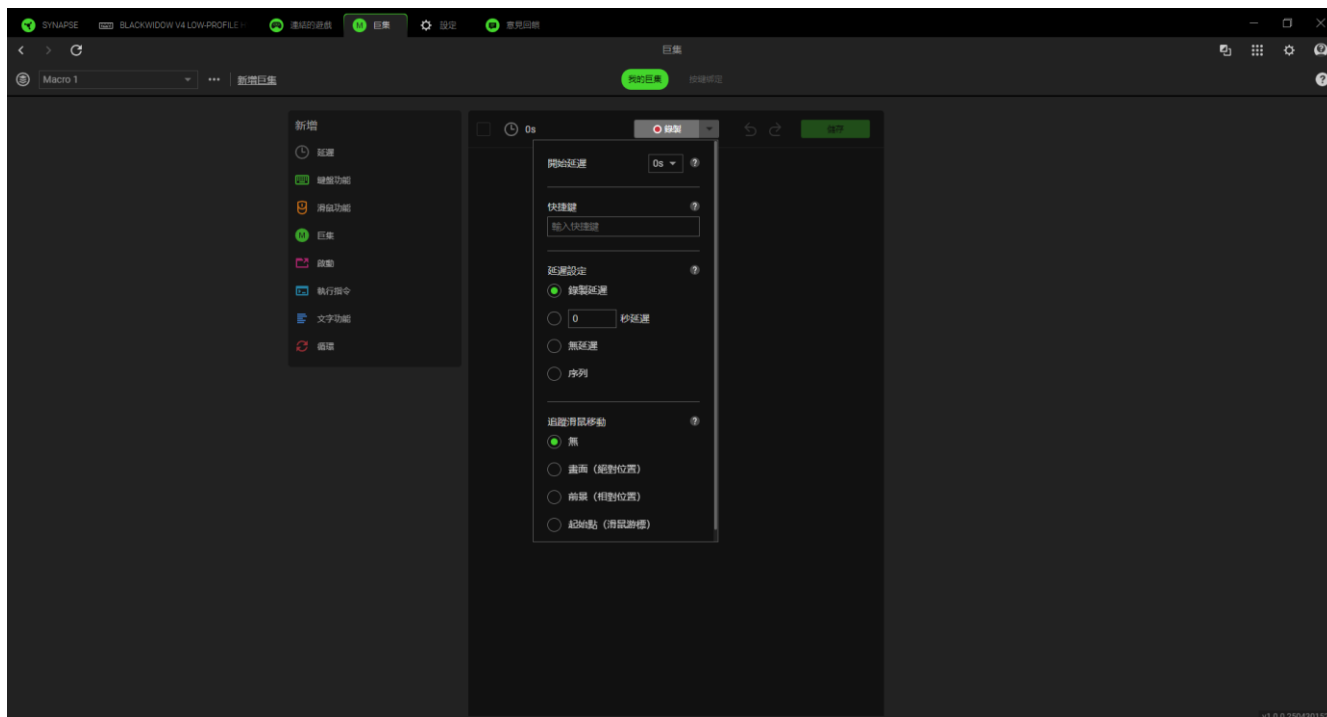 SYNAPSE
BLACKWIDOW V4 LOW-PROFILE H
連結的遊戲
巨集
設定
意見回饋
巨集
Macro 1
新增巨集
我的巨集
按鍵綁定
新增
延遲
鍵盤功能
滑鼠功能
巨集
啟動
執行指令
文字功能
循環
0s
錄製
儲存
開始延遲
0s
快捷鍵
輸入快捷鍵
延遲設定
錄製延遲
0 秒延遲
無延遲
序列
追蹤滑鼠移動
無
畫面（絕對位置）
前景（相對位置）
起始點（滑鼠游標）